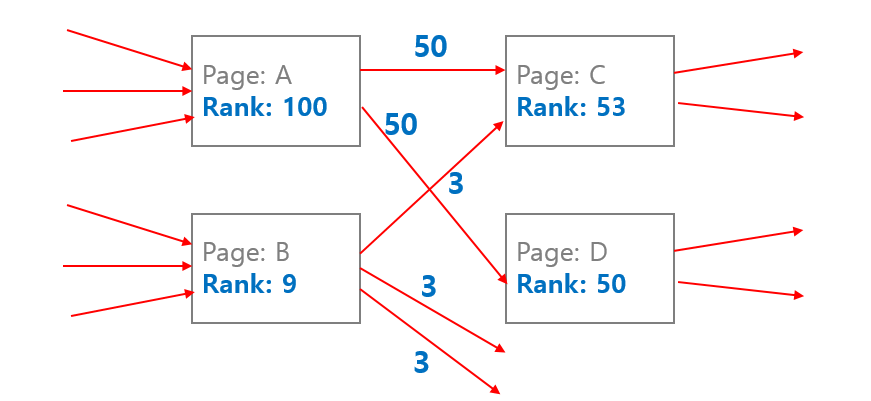 Page: A
Rank: 100
50
50
Page: C
Rank: 53
3
Page: B
Rank: 9
3
3
Page: D
Rank: 50